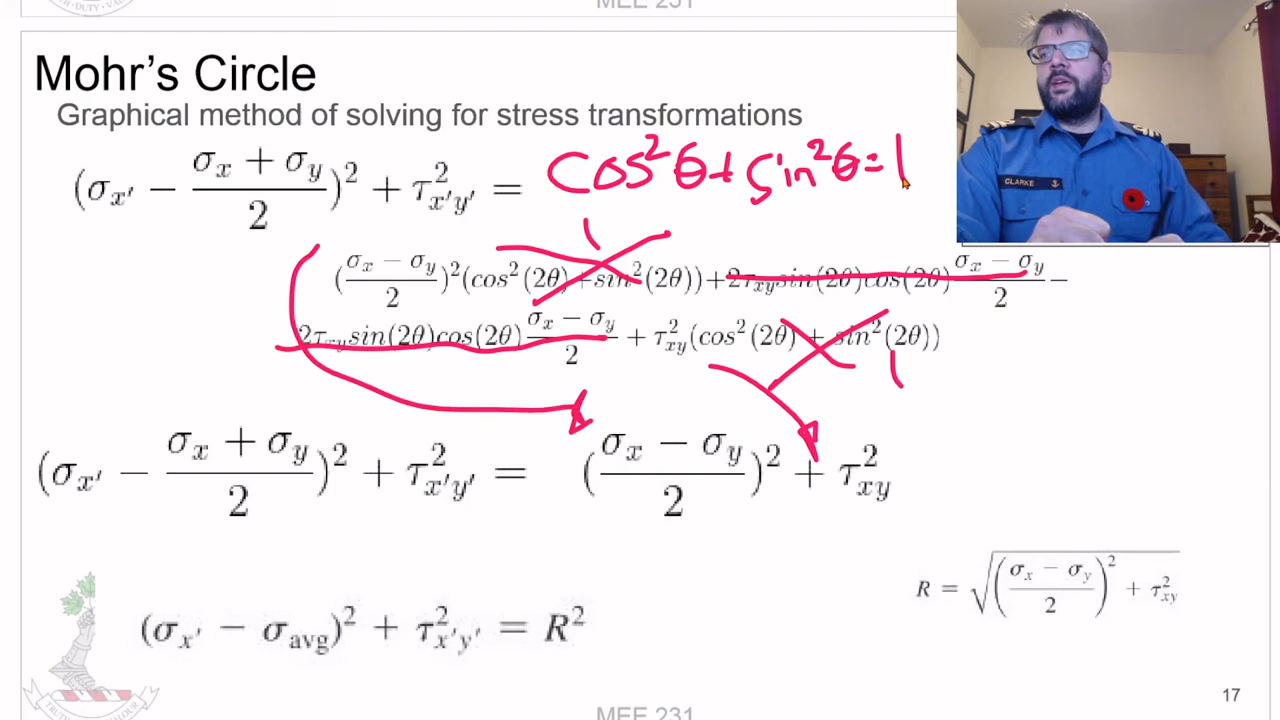 MEE 231
Mohr's Circle
Graphical method of solving for stress transformations
(σx' − (σx + σy)/2)² + τ²x'y' = cos²θ + sin²θ = 1
1
((σx − σy)/2)²(cos²(2θ) + sin²(2θ)) + 2τxy sin(2θ)cos(2θ) (σx − σy)/2 −
2τxy sin(2θ)cos(2θ) (σx − σy)/2 + τ²xy(cos²(2θ) + sin²(2θ))
1
(σx' − (σx + σy)/2)² + τ²x'y' = ((σx − σy)/2)² + τ²xy
R = √(((σx − σy)/2)² + τ²xy)
(σx' − σavg)² + τ²x'y' = R²
CLARKE
17
MEE 231